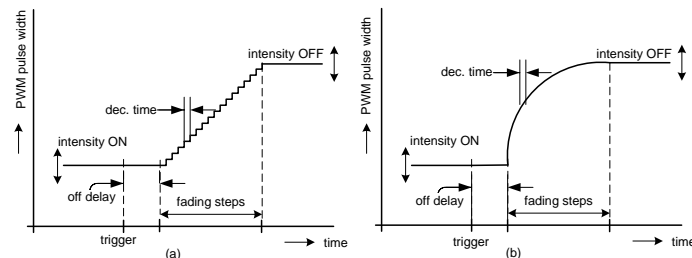 PWM pulse width
intensity OFF
dec. time
intensity ON
off delay
fading steps
trigger
time
(a)
PWM pulse width
intensity OFF
dec. time
intensity ON
off delay
fading steps
trigger
time
(b)